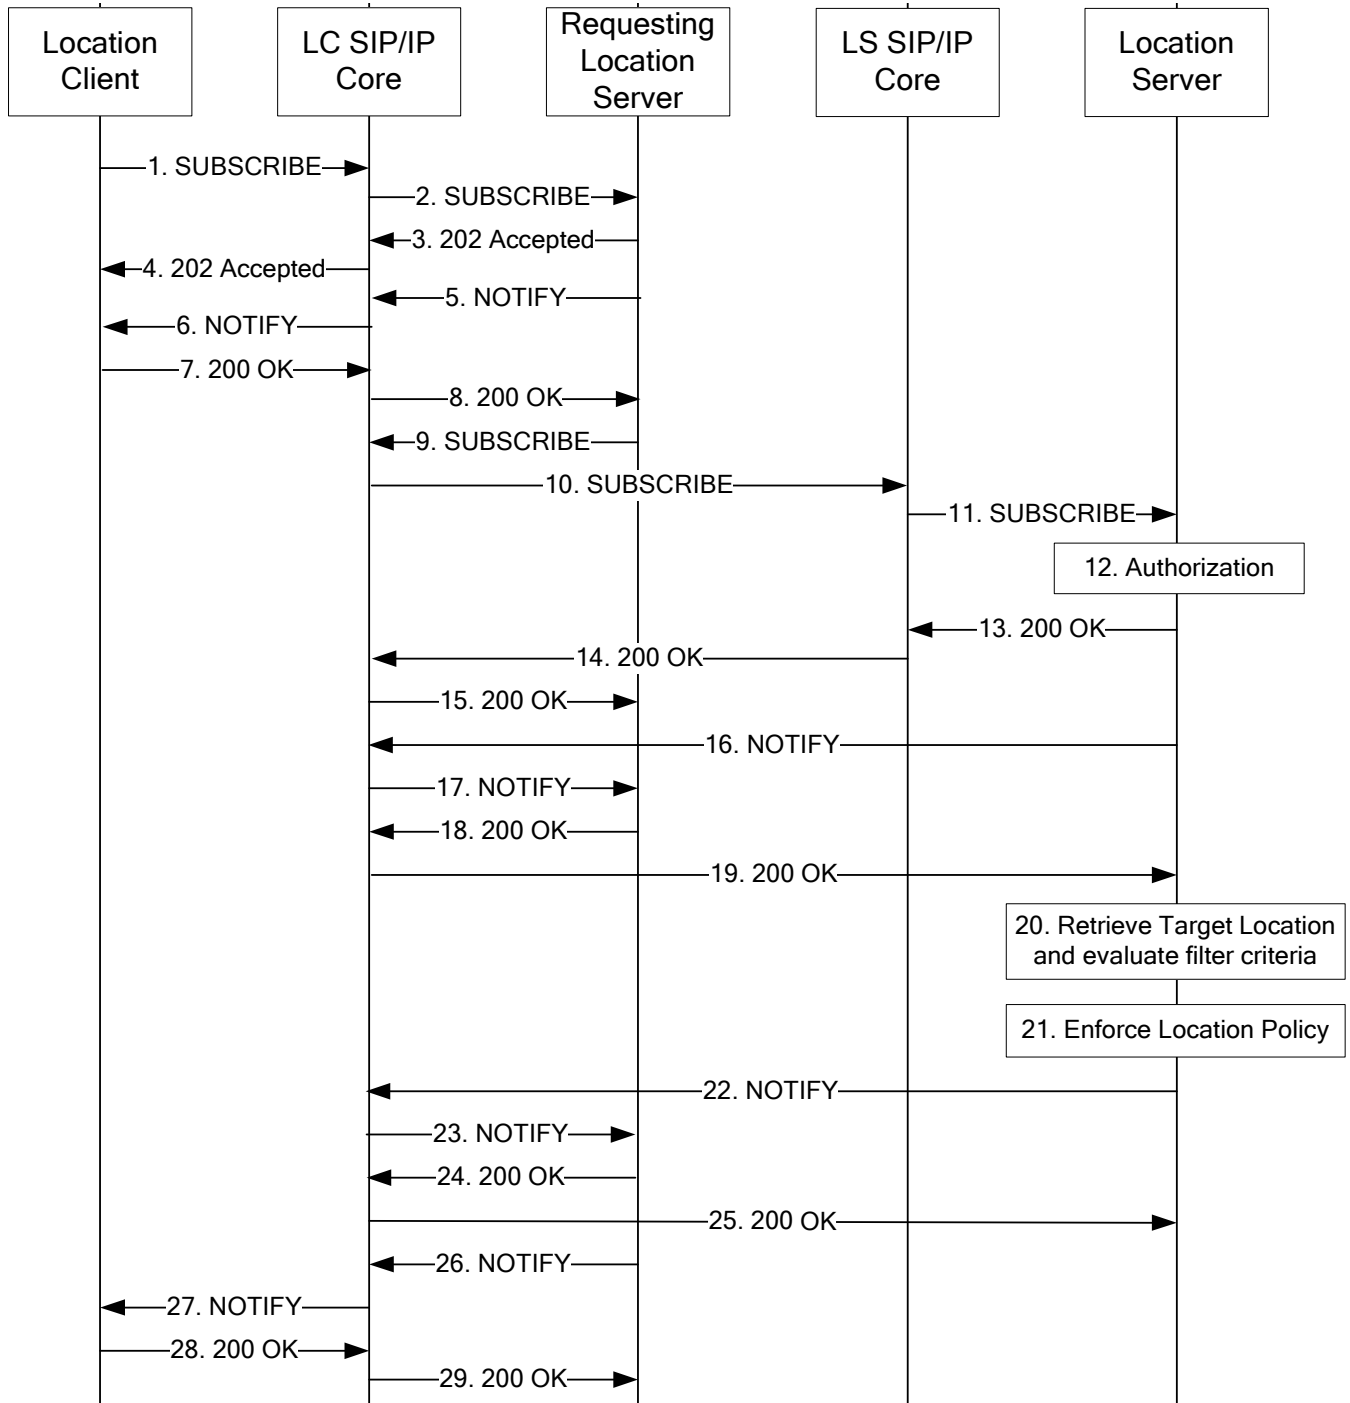 Location
Client
LC SIP/IP
Core
Requesting
Location
Server
LS SIP/IP
Core
Location
Server
1. SUBSCRIBE
2. SUBSCRIBE
3. 202 Accepted
4. 202 Accepted
5. NOTIFY
6. NOTIFY
7. 200 OK
8. 200 OK
9. SUBSCRIBE
10. SUBSCRIBE
11. SUBSCRIBE
12. Authorization
13. 200 OK
14. 200 OK
15. 200 OK
16. NOTIFY
17. NOTIFY
18. 200 OK
19. 200 OK
20. Retrieve Target Location
and evaluate filter criteria
21. Enforce Location Policy
22. NOTIFY
23. NOTIFY
24. 200 OK
25. 200 OK
26. NOTIFY
27. NOTIFY
28. 200 OK
29. 200 OK